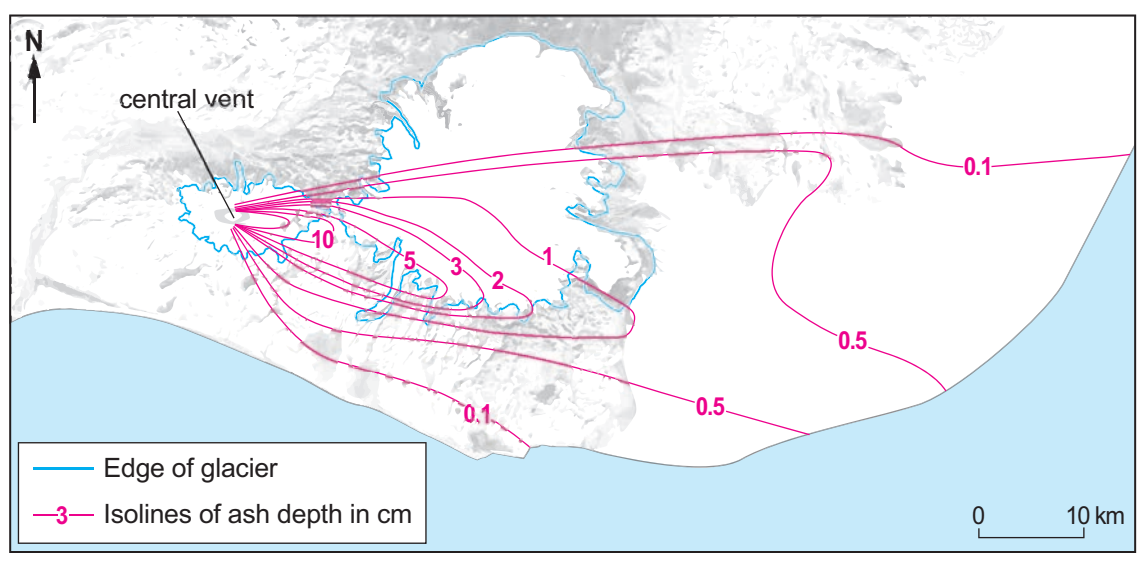 N
central vent
0.1
10
5
3
2
1
0.5
0.5
0.1
Edge of glacier
3 Isolines of ash depth in cm
0 10 km